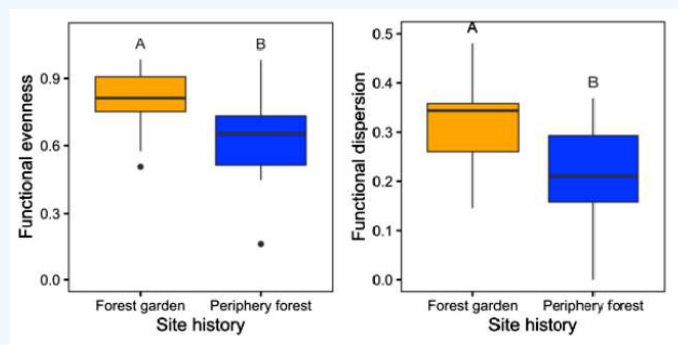 Functional evenness
0.9
0.6
0.3
0.0
A
B
Forest garden
Periphery forest
Site history
Functional dispersion
0.5
0.4
0.3
0.2
0.1
0.0
A
B
Forest garden
Periphery forest
Site history